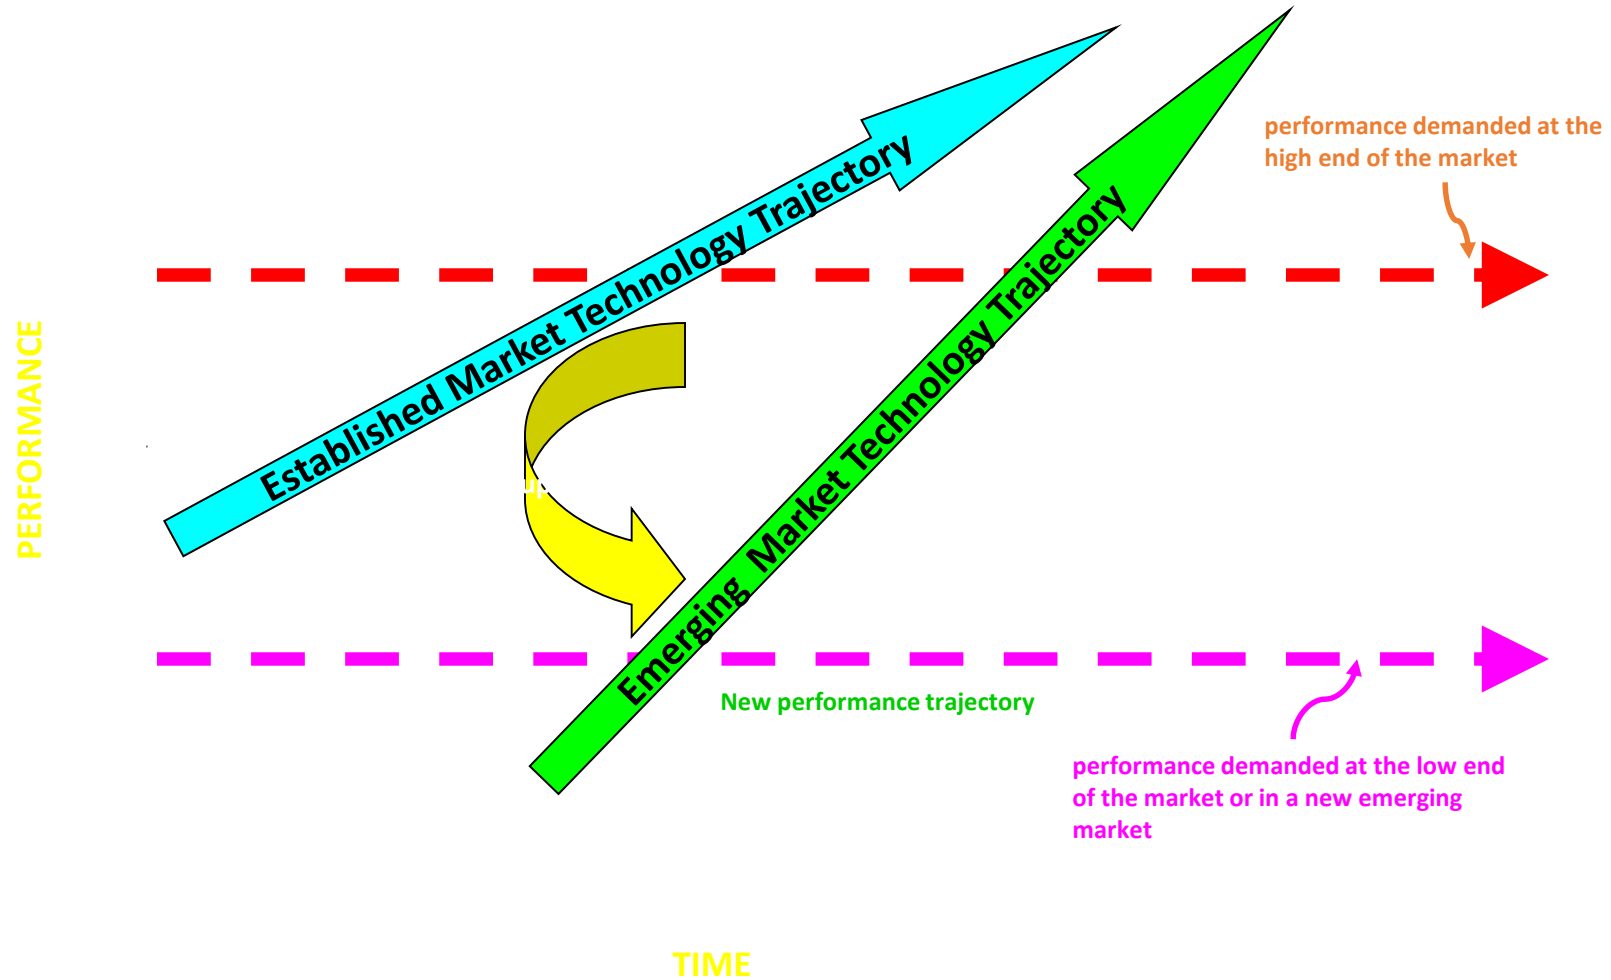 performance demanded at the
high end of the market
Established Market Technology Trajectory
Emerging Market Technology Trajectory
PERFORMANCE
up
New performance trajectory
performance demanded at the low end
of the market or in a new emerging
market
TIME